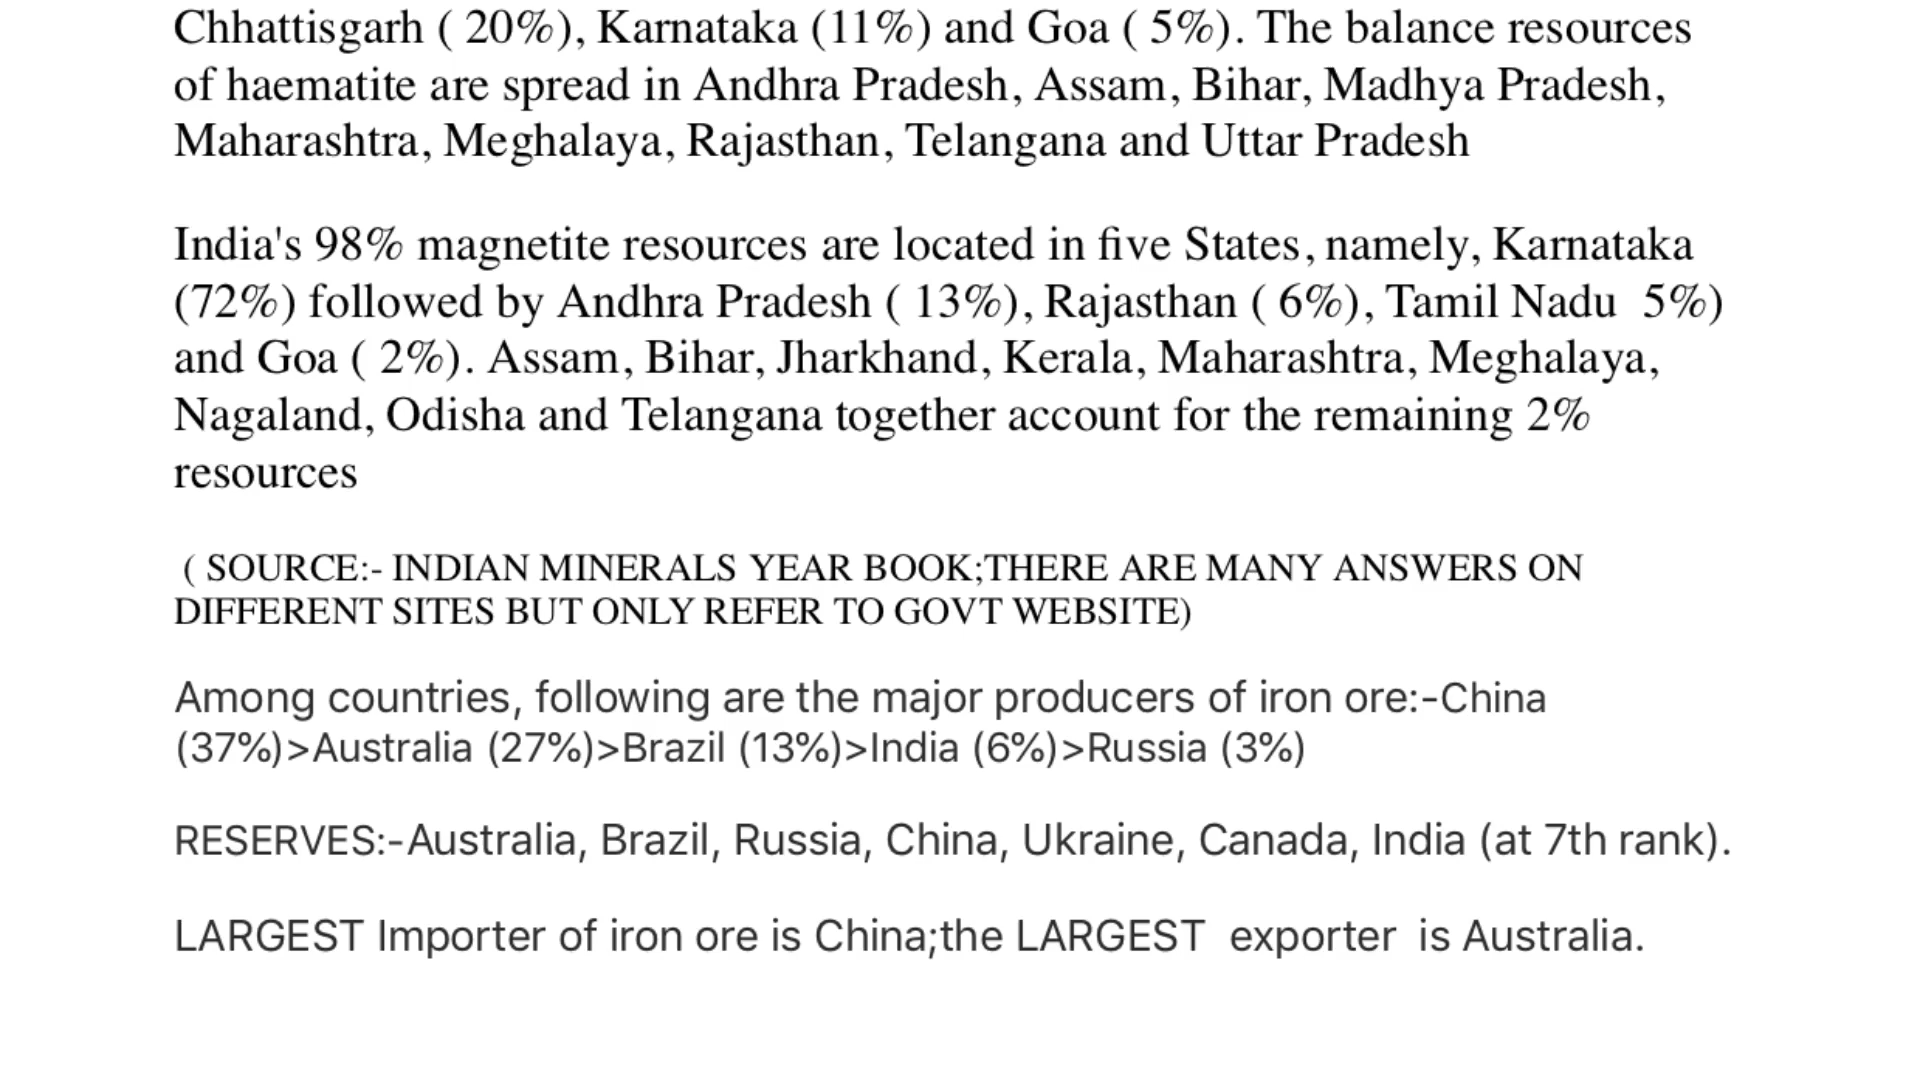 Chhattisgarh ( 20%), Karnataka (11%) and Goa ( 5%). The balance resources
of haematite are spread in Andhra Pradesh, Assam, Bihar, Madhya Pradesh,
Maharashtra, Meghalaya, Rajasthan, Telangana and Uttar Pradesh
India's 98% magnetite resources are located in five States, namely, Karnataka
(72%) followed by Andhra Pradesh ( 13%), Rajasthan ( 6%), Tamil Nadu  5%)
and Goa ( 2%). Assam, Bihar, Jharkhand, Kerala, Maharashtra, Meghalaya,
Nagaland, Odisha and Telangana together account for the remaining 2%
resources
( SOURCE:- INDIAN MINERALS YEAR BOOK;THERE ARE MANY ANSWERS ON
DIFFERENT SITES BUT ONLY REFER TO GOVT WEBSITE)
Among countries, following are the major producers of iron ore:-China
(37%)>Australia (27%)>Brazil (13%)>India (6%)>Russia (3%)
RESERVES:-Australia, Brazil, Russia, China, Ukraine, Canada, India (at 7th rank).
LARGEST Importer of iron ore is China;the LARGEST  exporter  is Australia.